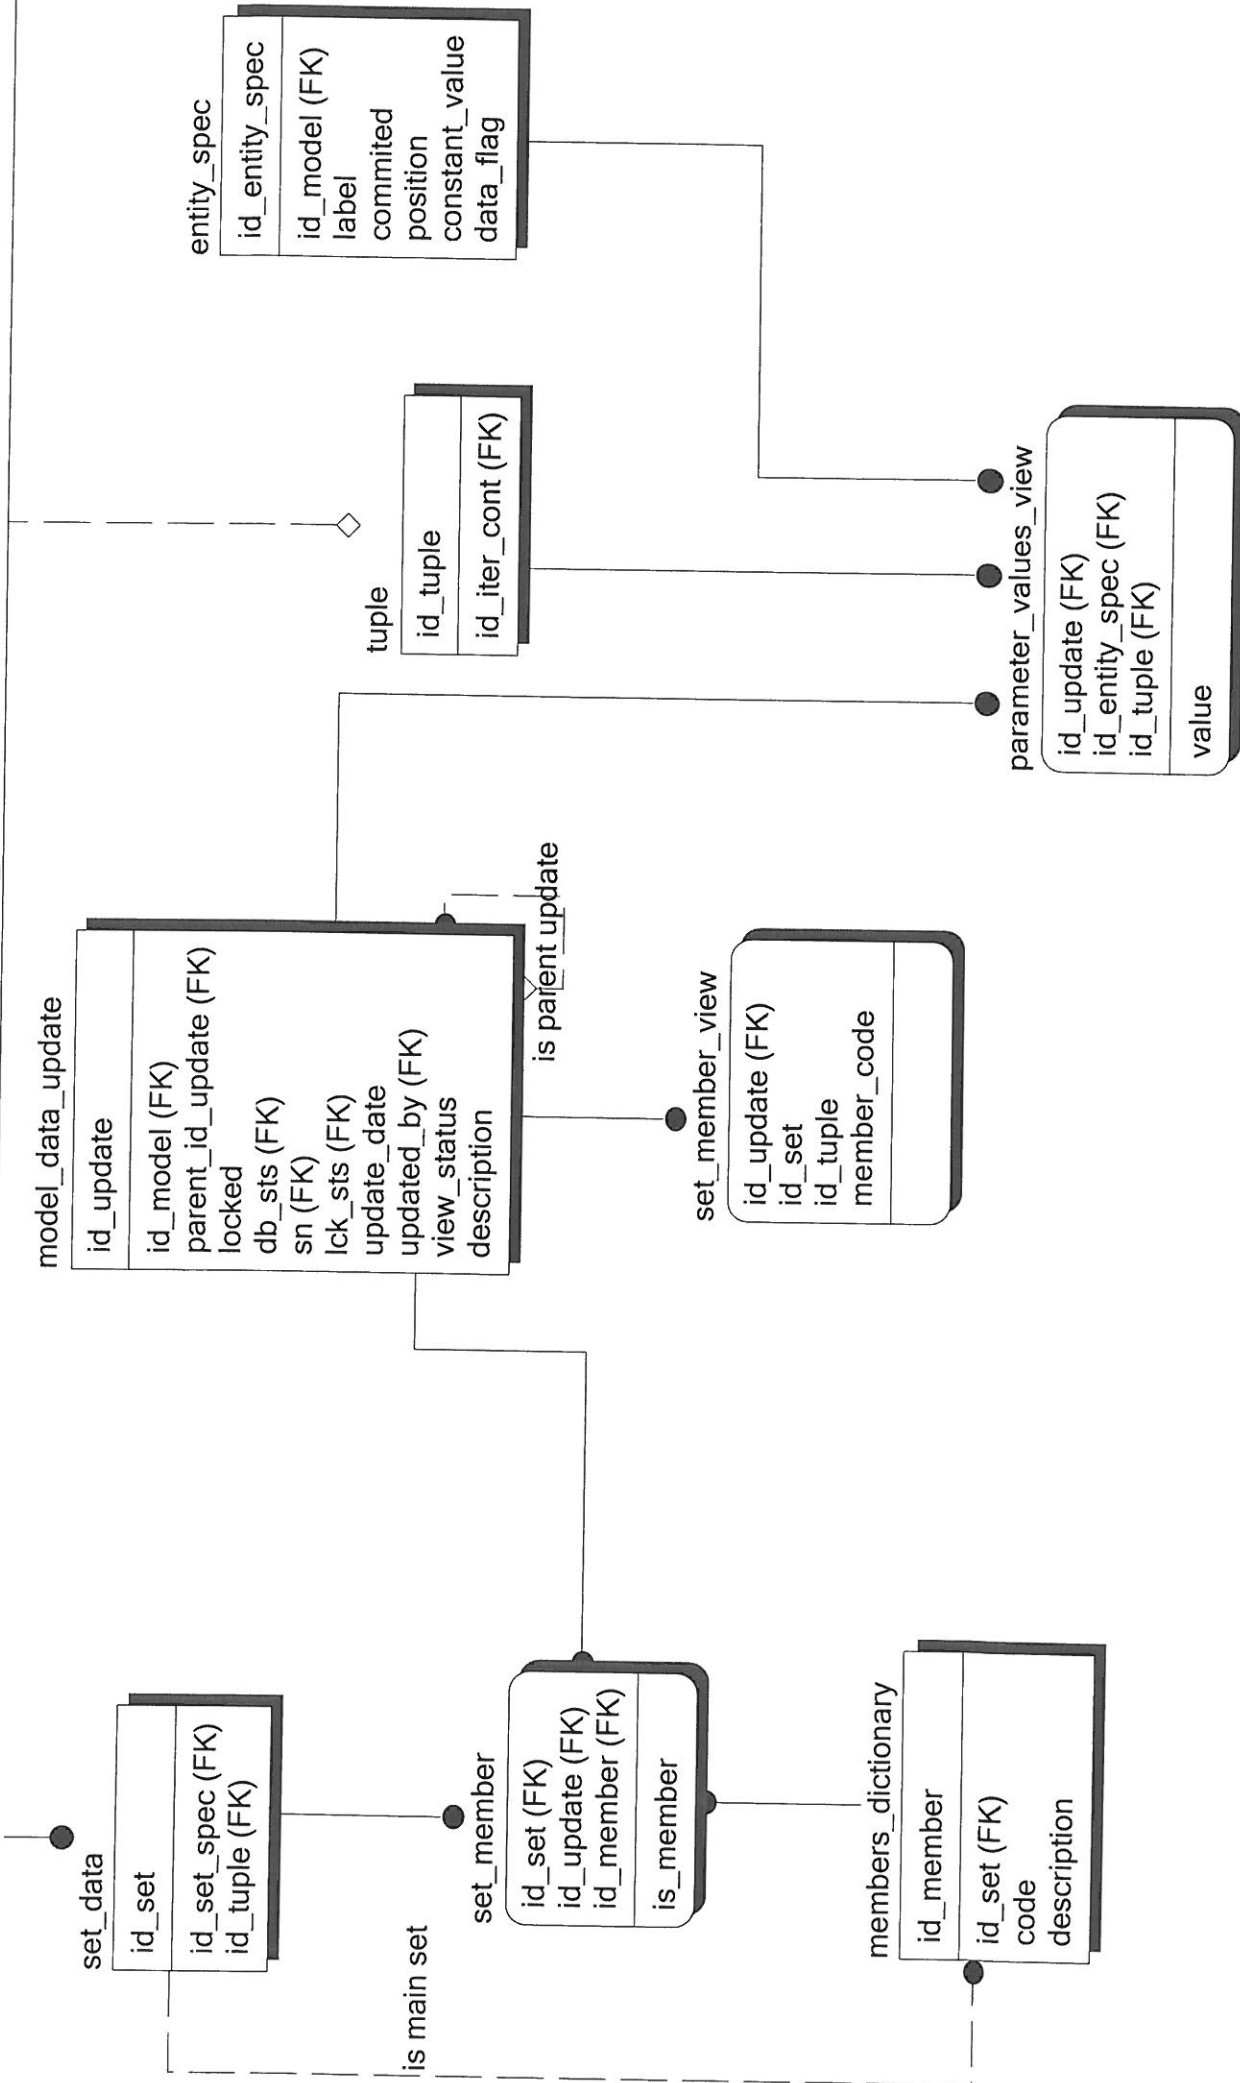 set_data
id_set
id_set_spec (FK)
id_tuple (FK)
is main set
set_member
id_set (FK)
id_update (FK)
id_member (FK)
is_member
members_dictionary
id_member
id_set (FK)
code
description
model_data_update
id_update
id_model (FK)
parent_id_update (FK)
locked
db_sts (FK)
sn (FK)
lck_sts (FK)
update_date
updated_by (FK)
view_status
description
is parent update
set_member_view
id_update (FK)
id_set
id_tuple
member_code
tuple
id_tuple
id_iter_cont (FK)
entity_spec
id_entity_spec
id_model (FK)
label
commited
position
constant_value
data_flag
parameter_values_view
id_update (FK)
id_entity_spec (FK)
id_tuple (FK)
value